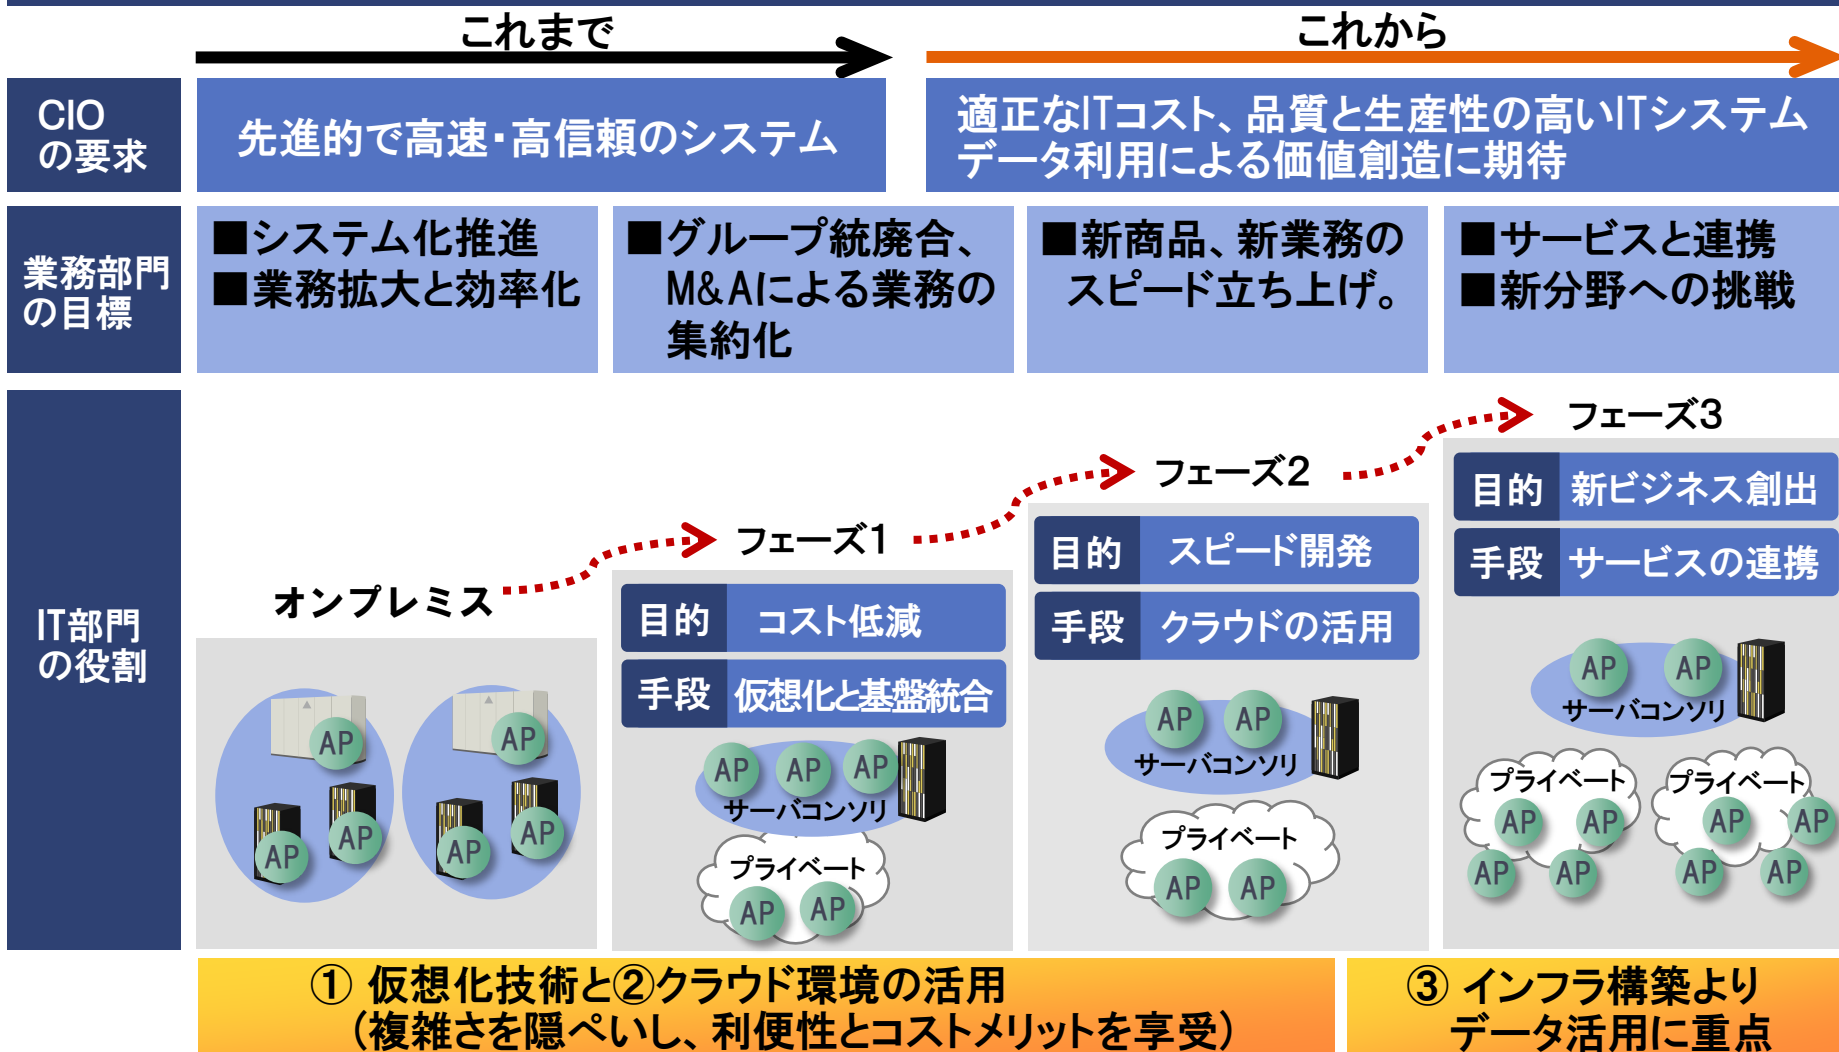 これまで
これから
CIO
の要求
先進的で高速・高信頼のシステム
適正なITコスト、品質と生産性の高いITシステム
データ利用による価値創造に期待
業務部門
の目標
■システム化推進
■業務拡大と効率化
■グループ統廃合、
M&Aによる業務の
集約化
■新商品、新業務の
スピード立ち上げ。
■サービスと連携
■新分野への挑戦
IT部門
の役割
オンプレミス
AP
AP
AP
AP
AP
AP
フェーズ1
目的 コスト低減
手段 仮想化と基盤統合
AP AP AP
サーバコンソリ
プライベート
AP AP
フェーズ2
目的 スピード開発
手段 クラウドの活用
AP AP
サーバコンソリ
プライベート
AP AP
フェーズ3
目的 新ビジネス創出
手段 サービスの連携
AP AP
サーバコンソリ
プライベート
AP AP
AP AP
プライベート
AP AP
AP AP
① 仮想化技術と②クラウド環境の活用
(複雑さを隠ぺいし、利便性とコストメリットを享受)
③ インフラ構築より
データ活用に重点